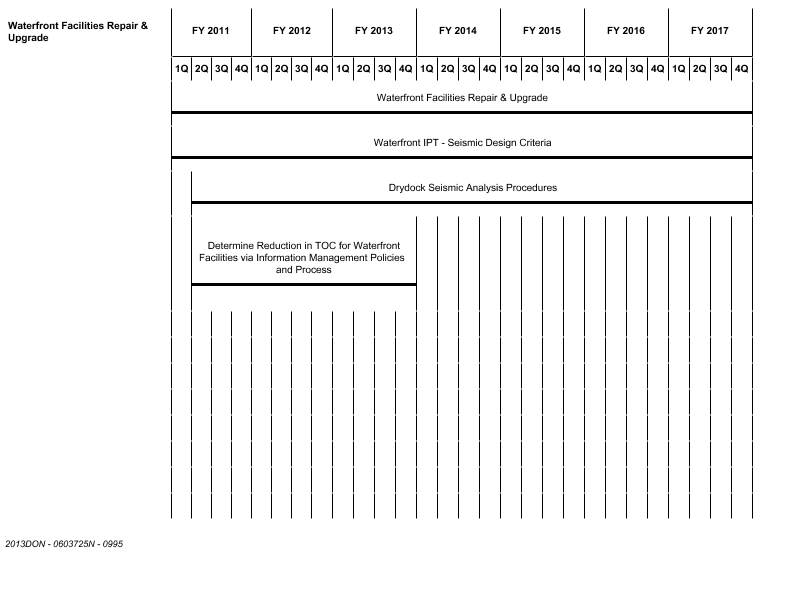 Waterfront Facilities Repair &
Upgrade
FY 2011 FY 2012 FY 2013 FY 2014 FY 2015 FY 2016 FY 2017
1Q 2Q 3Q 4Q 1Q 2Q 3Q 4Q 1Q 2Q 3Q 4Q 1Q 2Q 3Q 4Q 1Q 2Q 3Q 4Q 1Q 2Q 3Q 4Q 1Q 2Q 3Q 4Q
Waterfront Facilities Repair & Upgrade
Waterfront IPT - Seismic Design Criteria
Drydock Seismic Analysis Procedures
Determine Reduction in TOC for Waterfront
Facilities via Information Management Policies
and Process
2013DON - 0603725N - 0995